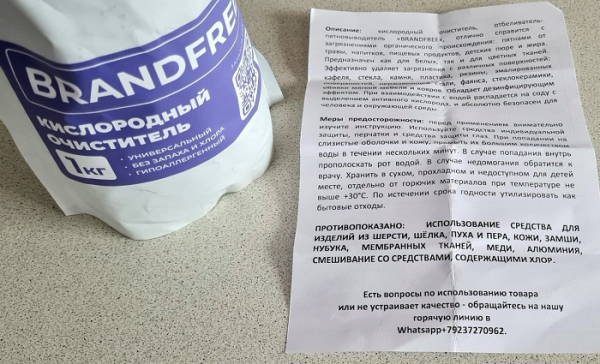 BRANDFREE
КИСЛОРОДНЫЙ
ОЧИСТИТЕЛЬ
1 КГ
• УНИВЕРСАЛЬНЫЙ
• БЕЗ ЗАПАХА И ХЛОРА
• ГИПОАЛЛЕРГЕННЫЙ
Описание: кислородный очиститель, отбеливатель-
пятновыводитель «BRANDFREE», отлично справится с
загрязнениями органического происхождения: пятнами от
травы, напитков, пищевых продуктов, детских пюре и жира.
Предназначен как для белых, так и для цветных тканей.
Эффективно удаляет загрязнения с различных поверхностей:
кафеля, стекла, камня, пластика, резины, эмалированных
поверхностей, нержавеющей стали, фаянса, стеклокерамики,
обивки мягкой мебели и ковров. Обладает дезинфицирующим
эффектом. При взаимодействии с водой распадается на соду с
выделением активного кислорода, и абсолютно безопасен для
человека и окружающей среды.
Меры предосторожности: перед применением внимательно
изучите инструкцию. Используйте средства индивидуальной
защиты, перчатки и средства защиты глаз. При попадании на
слизистые оболочки и кожу, промыть их большим количеством
воды в течении нескольких минут. В случае попадания внутрь
прополоскать рот водой. В случае недомогания обратится к
врачу. Хранить в сухом, прохладном и недоступном для детей
месте, отдельно от горючих материалов при температуре не
выше +30°С. По истечении срока годности утилизировать как
бытовые отходы.
ПРОТИВОПОКАЗАНО: ИСПОЛЬЗОВАНИЕ СРЕДСТВА ДЛЯ
ИЗДЕЛИЙ ИЗ ШЕРСТИ, ШЁЛКА, ПУХА И ПЕРА, КОЖИ, ЗАМШИ,
НУБУКА, МЕМБРАННЫХ ТКАНЕЙ, МЕДИ, АЛЮМИНИЯ,
СМЕШИВАНИЕ СО СРЕДСТВАМИ, СОДЕРЖАЩИМИ ХЛОР.
Есть вопросы по использованию товара
или не устраивает качество - обращайтесь на нашу
горячую линию в
Whatsapp+79237270962.